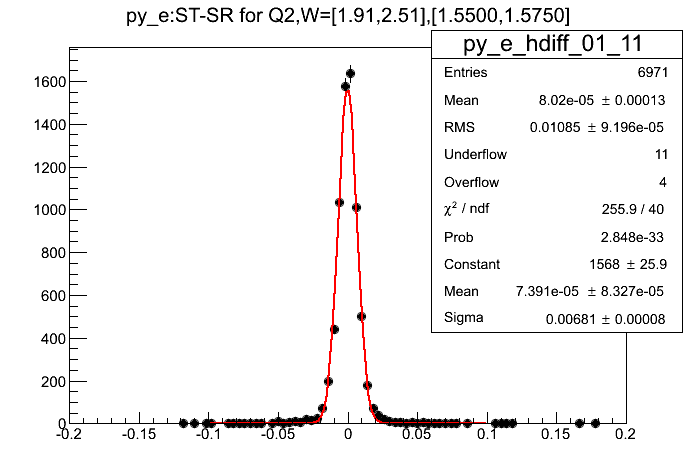 py_e:ST-SR for Q2,W=[1.91,2.51],[1.5500,1.5750]
py_e_hdiff_01_11
Entries 6971
Mean 8.02e-05 ± 0.00013
RMS 0.01085 ± 9.196e-05
Underflow 11
Overflow 4
χ² / ndf 255.9 / 40
Prob 2.848e-33
Constant 1568 ± 25.9
Mean 7.391e-05 ± 8.327e-05
Sigma 0.00681 ± 0.00008
1600
1400
1200
1000
800
600
400
200
0
-0.2 -0.15 -0.1 -0.05 0 0.05 0.1 0.15 0.2